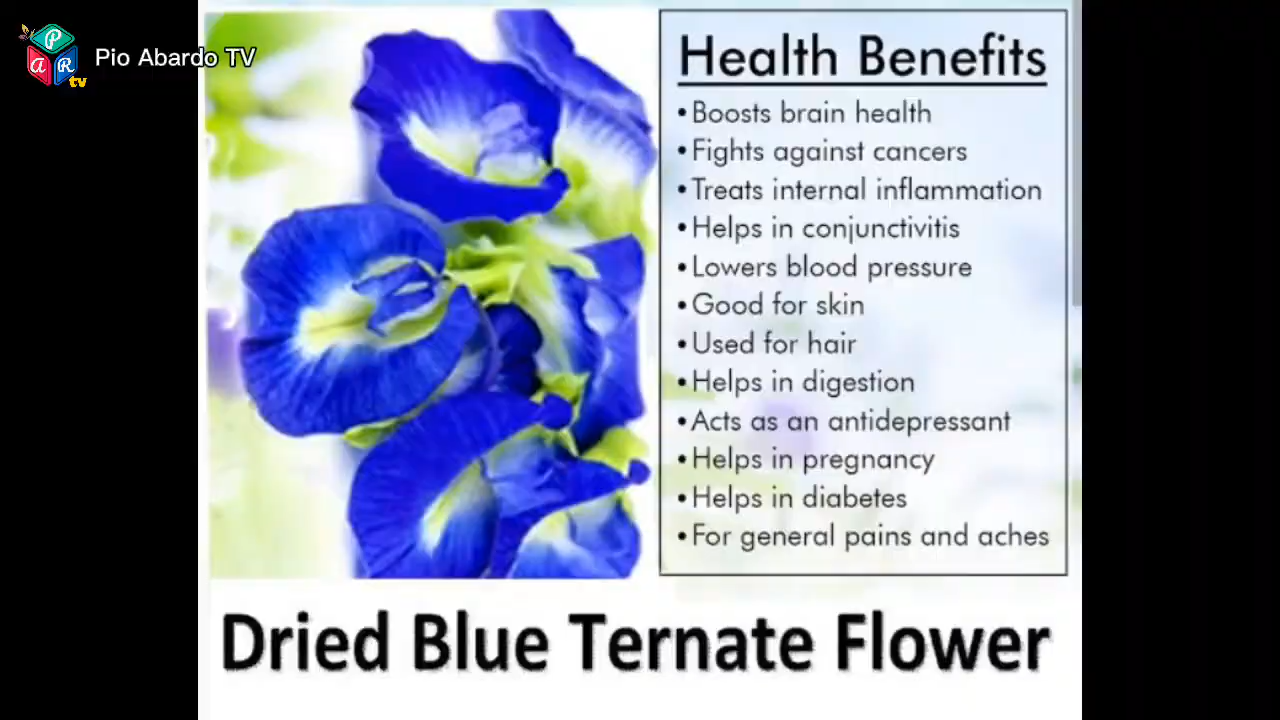 P
A R
tv
Pio Abardo TV
Health Benefits
• Boosts brain health
• Fights against cancers
• Treats internal inflammation
• Helps in conjunctivitis
• Lowers blood pressure
• Good for skin
• Used for hair
• Helps in digestion
• Acts as an antidepressant
• Helps in pregnancy
• Helps in diabetes
• For general pains and aches
Dried Blue Ternate Flower